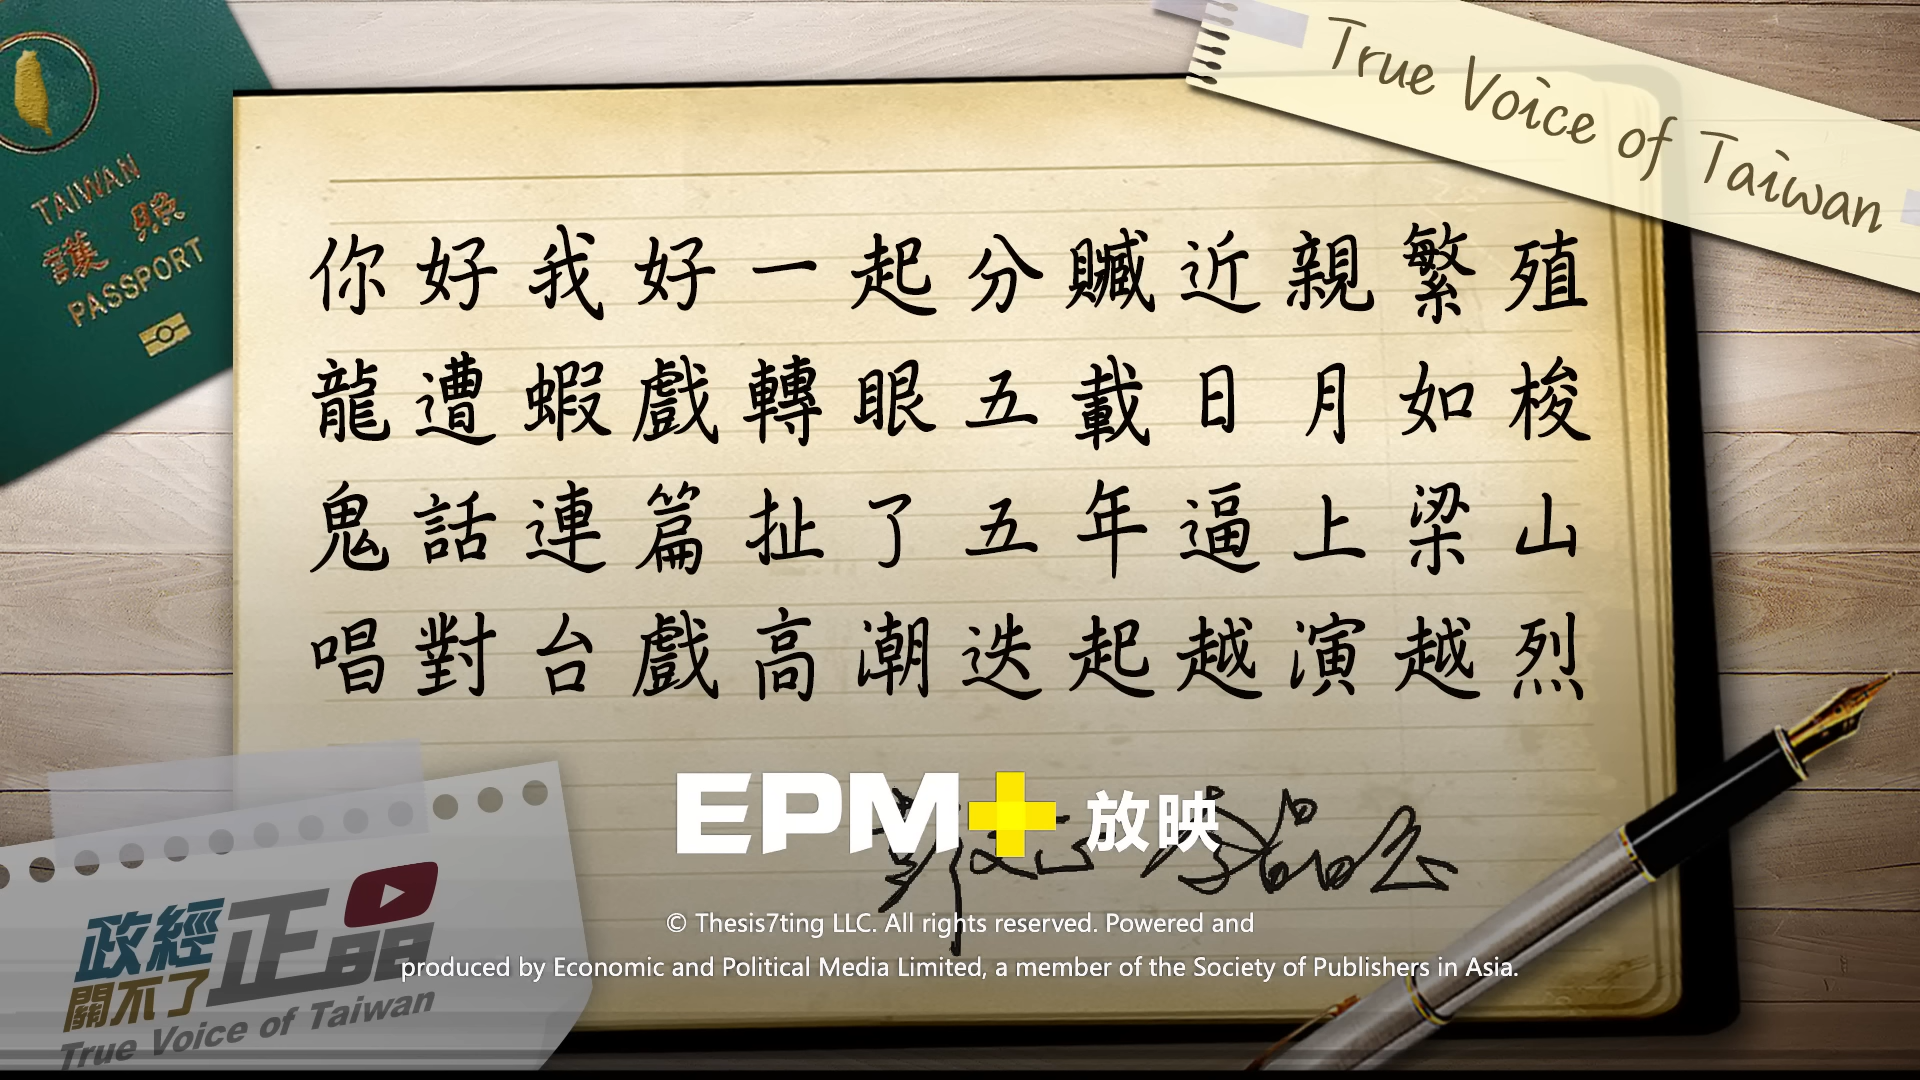 True Voice of Taiwan
TAIWAN
護照
PASSPORT
你好我好一起分贓近親繁殖
龍遭蝦戲轉眼五載日月如梭
鬼話連篇扯了五年逼上梁山
唱對台戲高潮迭起越演越烈
EPM+ 放映
© Thesis7ting LLC. All rights reserved. Powered and
produced by Economic and Political Media Limited, a member of the Society of Publishers in Asia.
政經
關不了
正晶
True Voice of Taiwan